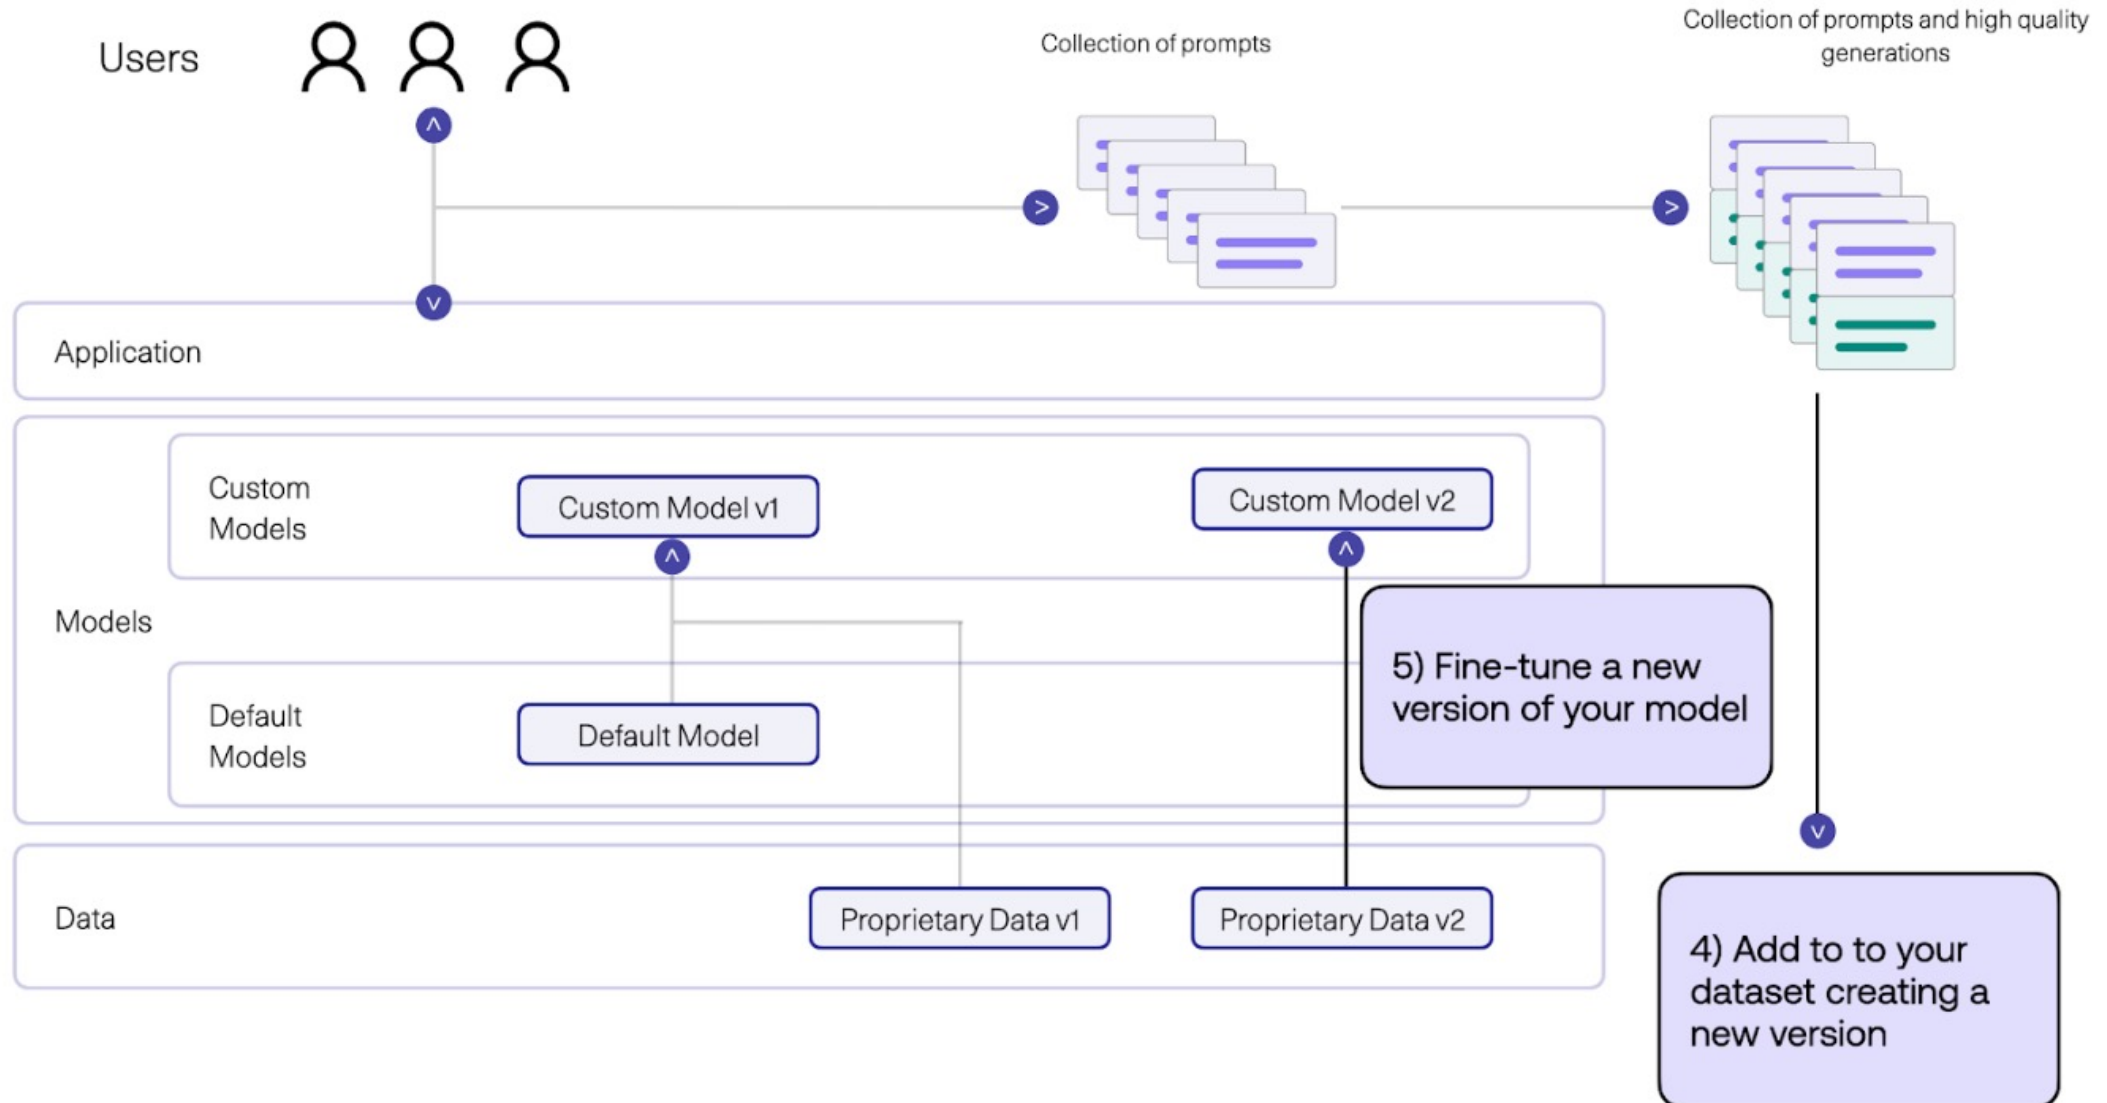 Users
Collection of prompts
Collection of prompts and high quality
generations
Application
Custom
Models
Custom Model v1
Custom Model v2
Models
5) Fine-tune a new
version of your model
Default
Models
Default Model
Data
Proprietary Data v1
Proprietary Data v2
4) Add to to your
dataset creating a
new version